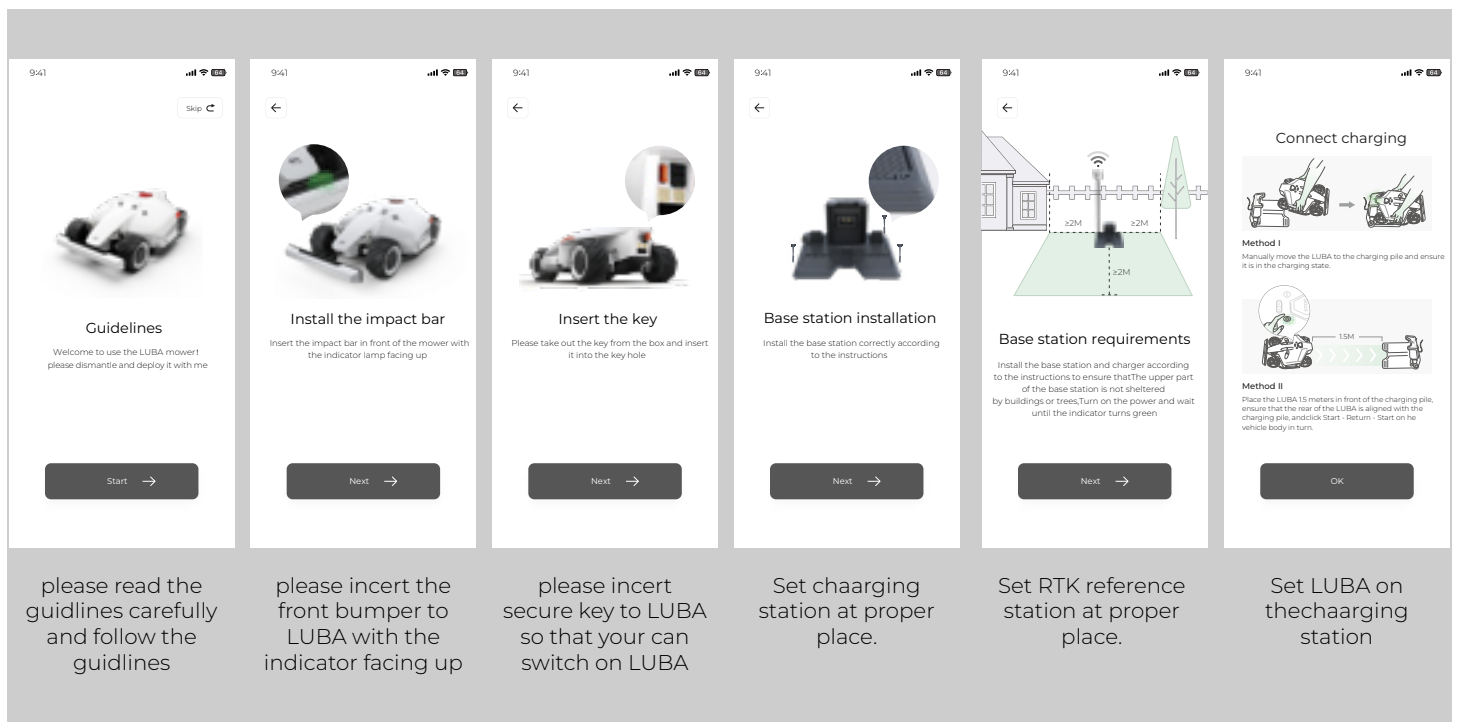 9:41
64
Skip
Guidelines
Welcome to use the LUBA mower!
please dismantle and deploy it with me
Start
please read the
guidlines carefully
and follow the
guidlines
9:41
64
Install the impact bar
Insert the impact bar in front of the mower with
the indicator lamp facing up
Next
please incert the
front bumper to
LUBA with the
indicator facing up
9:41
64
Insert the key
Please take out the key from the box and insert
it into the key hole
Next
please incert
secure key to LUBA
so that your can
switch on LUBA
9:41
64
Base station installation
Install the base station correctly according
to the instructions
Next
Set chaarging
station at proper
place.
9:41
64
≥2M
≥2M
≥2M
Base station requirements
Install the base station and charger according
to the instructions to ensure thatThe upper part
of the base station is not sheltered
by buildings or trees,Turn on the power and wait
until the indicator turns green
Next
Set RTK reference
station at proper
place.
9:41
64
Connect charging
Method I
Manually move the LUBA to the charging pile and ensure
it is in the charging state.
1.5M
Method II
Place the LUBA 1.5 meters in front of the charging pile,
ensure that the rear of the LUBA is aligned with the
charging pile, andclick Start - Return - Start on he
vehicle body in turn.
OK
Set LUBA on
thechaarging
station